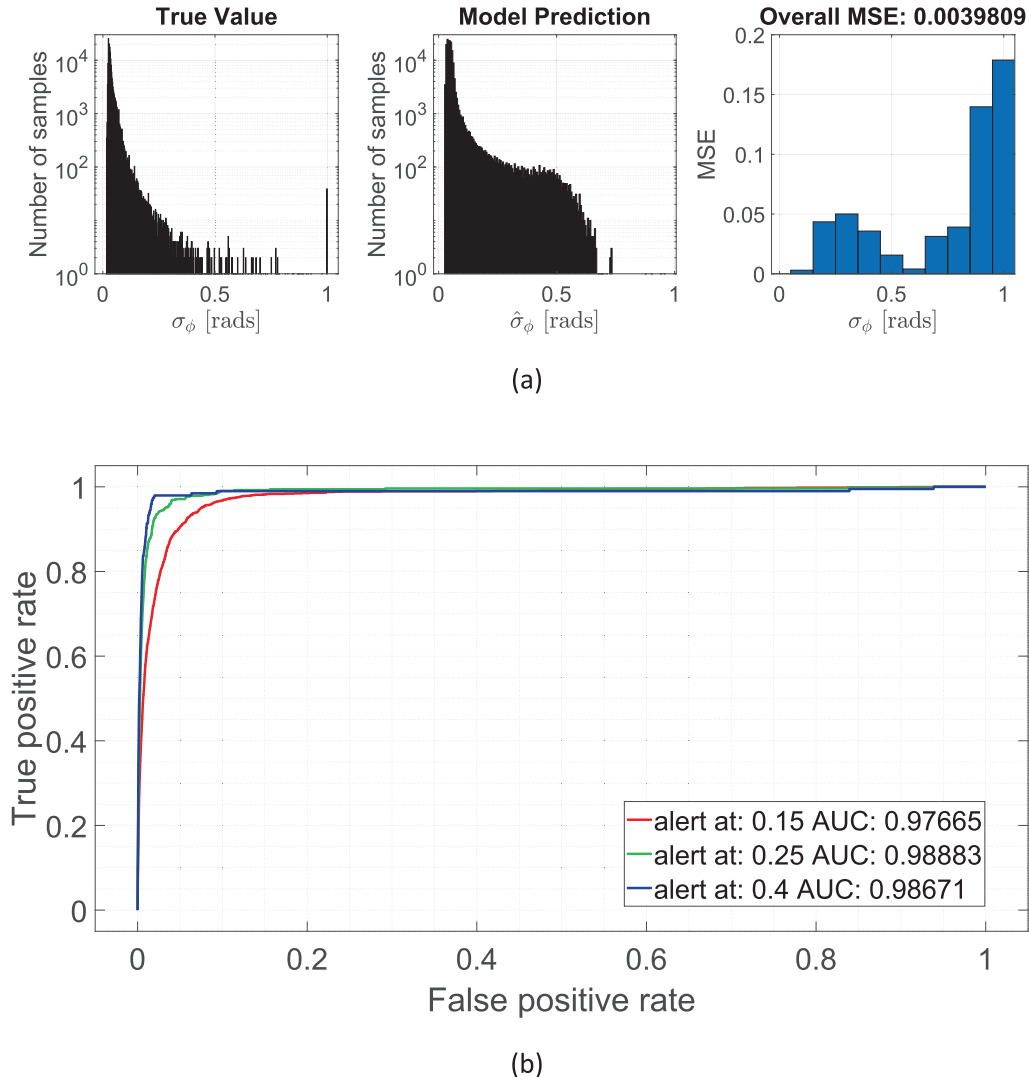 True Value
Number of samples
10^4
10^3
10^2
10^1
10^0
0 0.5 1
σ_ϕ [rads]
Model Prediction
Number of samples
10^4
10^3
10^2
10^1
10^0
0 0.5 1
σ̂_ϕ [rads]
Overall MSE: 0.0039809
MSE
0.2
0.15
0.1
0.05
0
0 0.5 1
σ_ϕ [rads]
(a)
True positive rate
1
0.8
0.6
0.4
0.2
0
alert at: 0.15 AUC: 0.97665
alert at: 0.25 AUC: 0.98883
alert at: 0.4 AUC: 0.98671
0 0.2 0.4 0.6 0.8 1
False positive rate
(b)